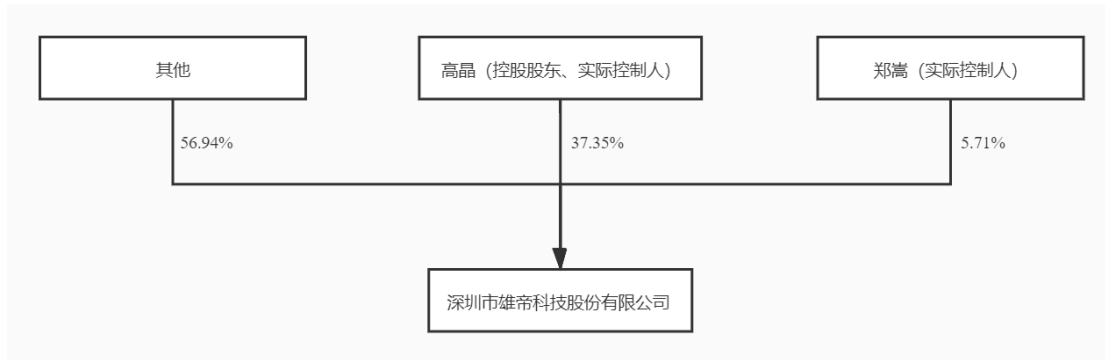 其他
高晶（控股股东、实际控制人）
郑嵩（实际控制人）
56.94%
37.35%
5.71%
深圳市雄帝科技股份有限公司